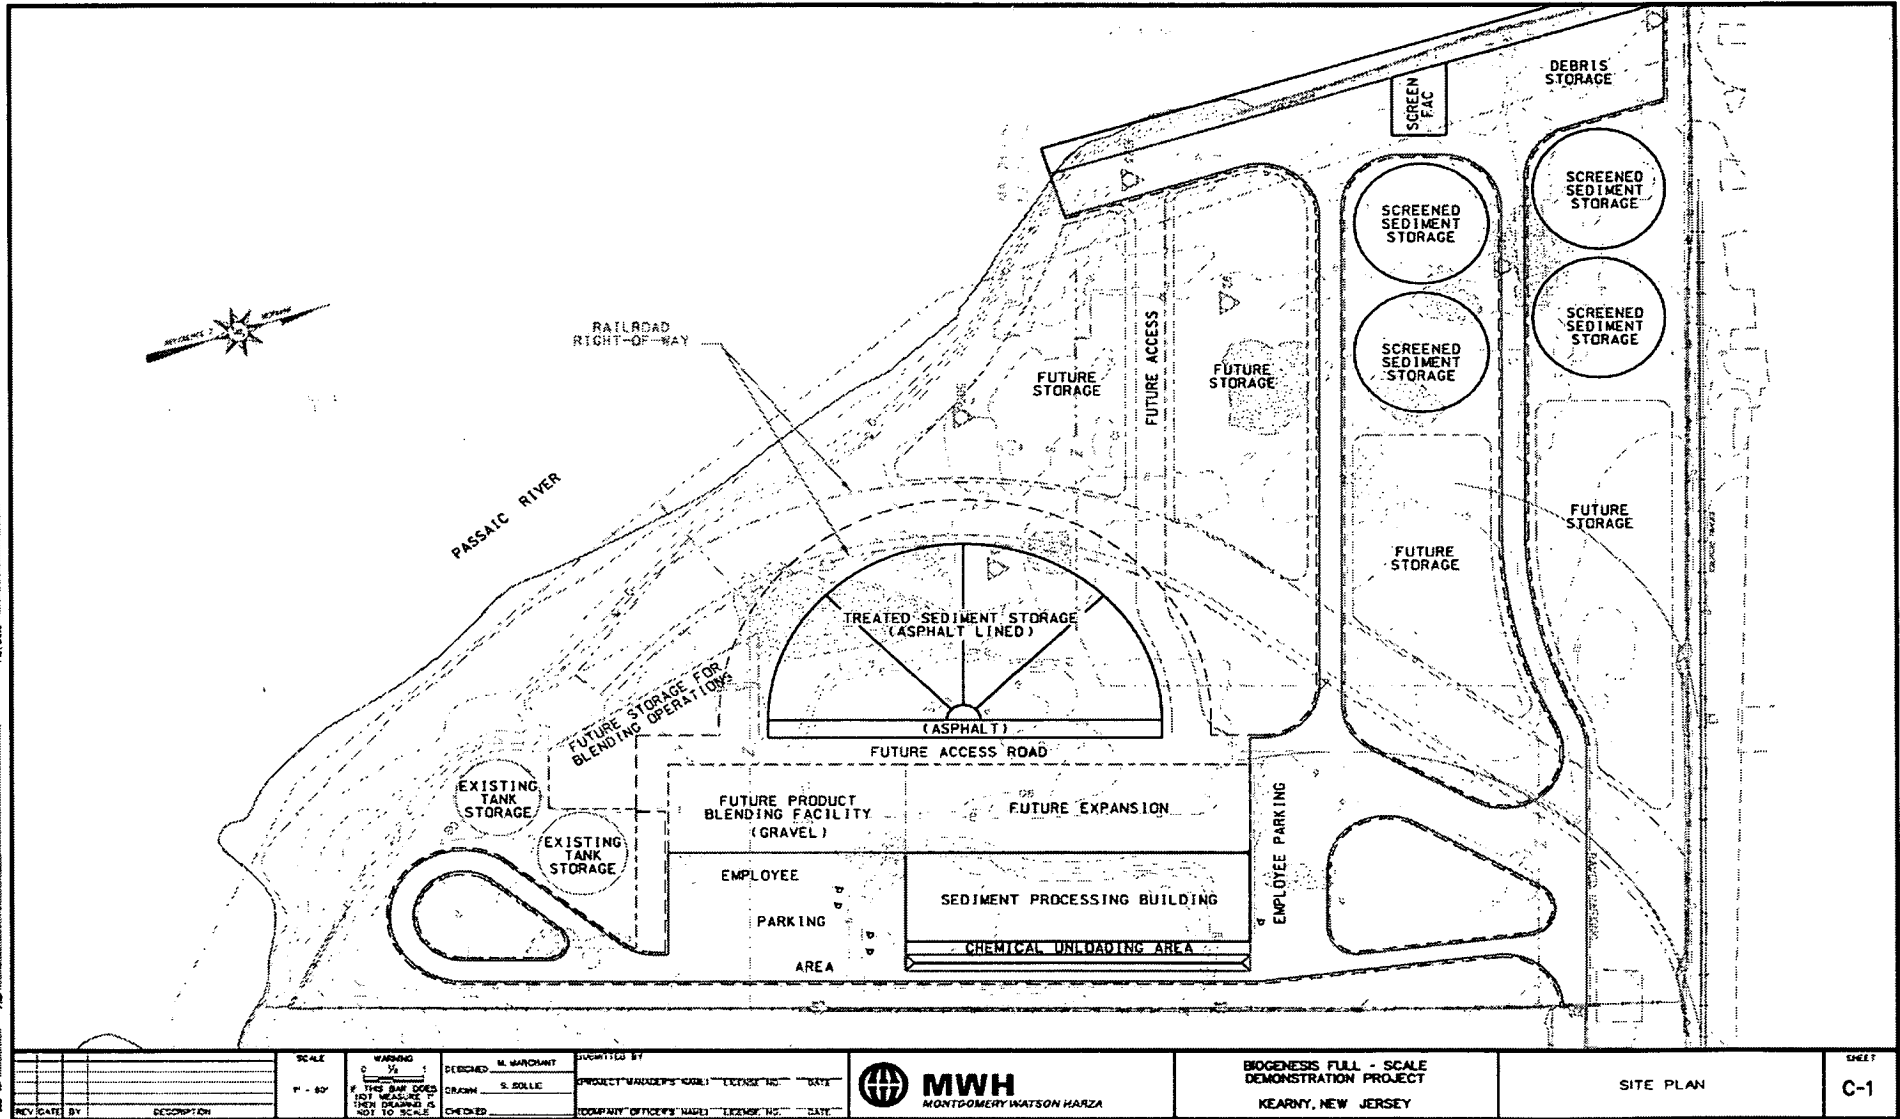 DEBRIS
STORAGE
SCREEN
FAC
SCREENED
SEDIMENT
STORAGE
SCREENED
SEDIMENT
STORAGE
SCREENED
SEDIMENT
STORAGE
SCREENED
SEDIMENT
STORAGE
RAILROAD
RIGHT-OF-WAY
FUTURE
STORAGE
FUTURE ACCESS
FUTURE
STORAGE
PASSAIC RIVER
FUTURE
STORAGE
FUTURE
STORAGE
TREATED SEDIMENT STORAGE
(ASPHALT LINED)
FUTURE STORAGE FOR
BLENDING OPERATIONS
(ASPHALT)
FUTURE ACCESS ROAD
EXISTING
TANK
STORAGE
FUTURE PRODUCT
BLENDING FACILITY
(GRAVEL)
FUTURE EXPANSION
EMPLOYEE PARKING
EXISTING
TANK
STORAGE
EMPLOYEE
PARKING
AREA
SEDIMENT PROCESSING BUILDING
CHEMICAL UNLOADING AREA
REV DATE BY DESCRIPTION
SCALE
1" = 80'
WARNING
0 1/2 1
IF THIS BAR DOES
NOT MEASURE 1"
THEN DRAWING IS
NOT TO SCALE
DESIGNED M. MARCHANT
DRAWN S. SOLLIE
CHECKED
SUBMITTED BY
(PROJECT MANAGER'S NAME) LICENSE NO. DATE
(COMPANY OFFICER'S NAME) LICENSE NO. DATE
MWH
MONTGOMERY WATSON HARZA
BIOGENESIS FULL - SCALE
DEMONSTRATION PROJECT
KEARNY, NEW JERSEY
SITE PLAN
SHEET
C-1